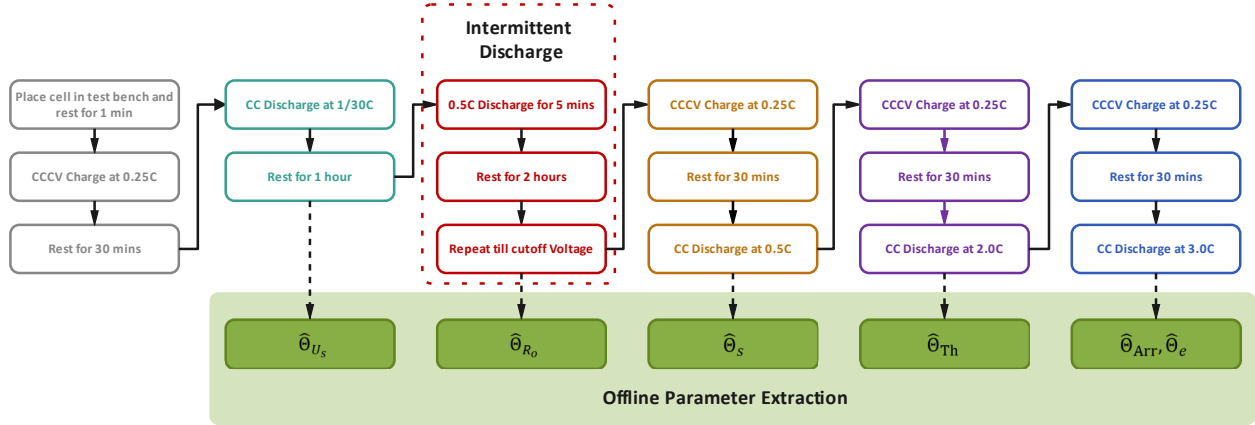 Intermittent
Discharge
Place cell in test bench and
rest for 1 min
CCCV Charge at 0.25C
Rest for 30 mins
CC Discharge at 1/30C
Rest for 1 hour
0.5C Discharge for 5 mins
Rest for 2 hours
Repeat till cutoff Voltage
CCCV Charge at 0.25C
Rest for 30 mins
CC Discharge at 0.5C
CCCV Charge at 0.25C
Rest for 30 mins
CC Discharge at 2.0C
CCCV Charge at 0.25C
Rest for 30 mins
CC Discharge at 3.0C
Θ̂_{U_s}
Θ̂_{R_o}
Θ̂_s
Θ̂_{Th}
Θ̂_{Arr}, Θ̂_e
Offline Parameter Extraction